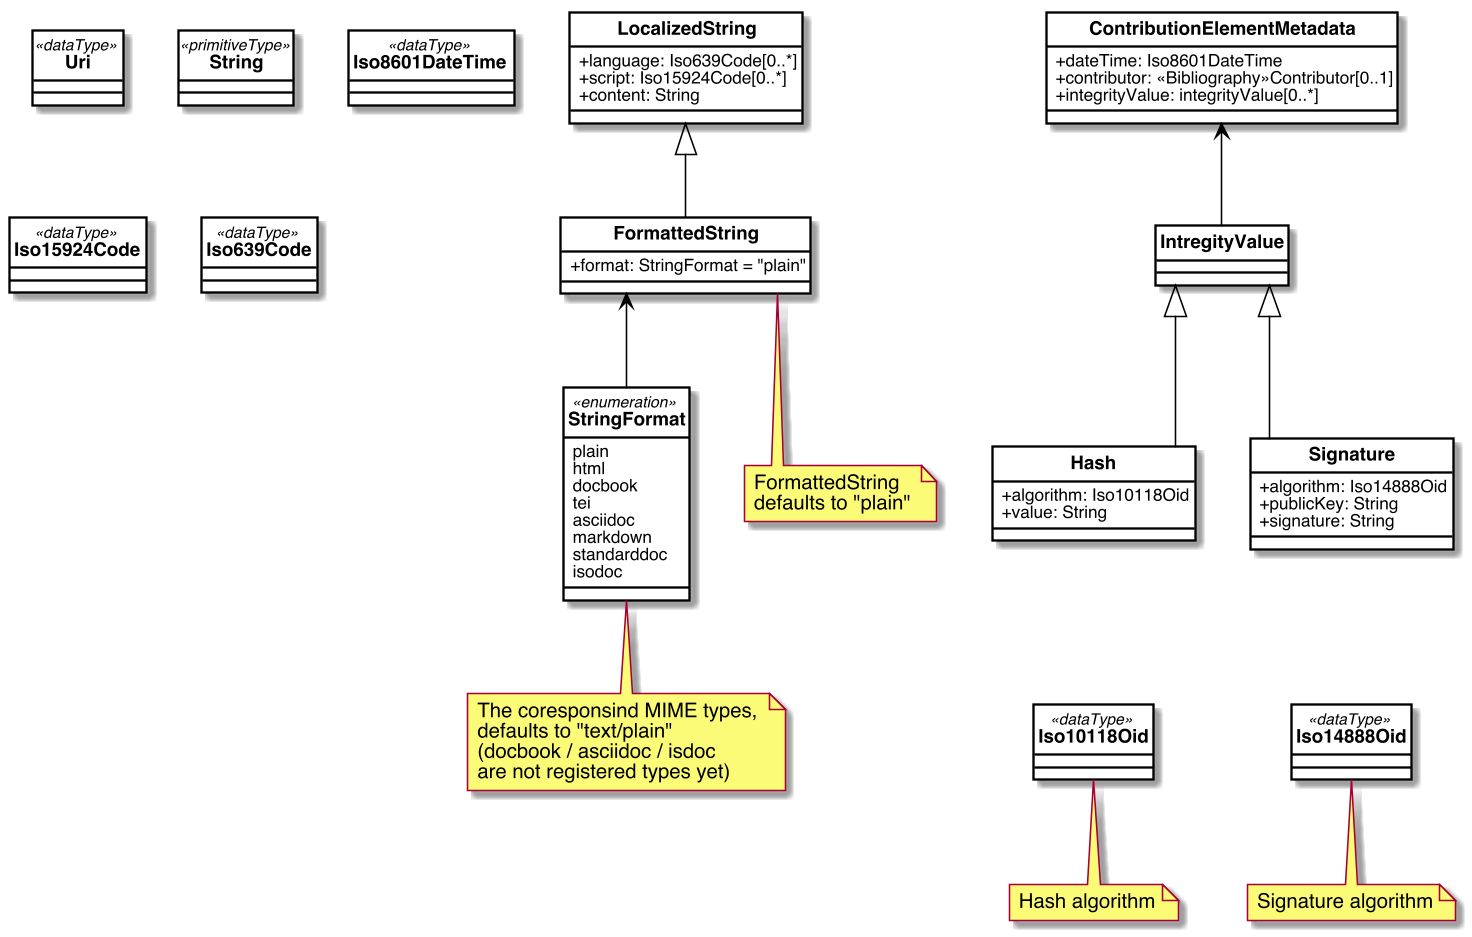 «dataType»
Uri
«primitiveType»
String
«dataType»
Iso8601DateTime
LocalizedString
+language: Iso639Code[0..*]
+script: Iso15924Code[0..*]
+content: String
ContributionElementMetadata
+dateTime: Iso8601DateTime
+contributor: «Bibliography»Contributor[0..1]
+integrityValue: integrityValue[0..*]
«dataType»
Iso15924Code
«dataType»
Iso639Code
FormattedString
+format: StringFormat = "plain"
IntregityValue
«enumeration»
StringFormat
plain
html
docbook
tei
asciidoc
markdown
standarddoc
isodoc
FormattedString
defaults to "plain"
Hash
+algorithm: Iso10118Oid
+value: String
Signature
+algorithm: Iso14888Oid
+publicKey: String
+signature: String
The coresponsind MIME types,
defaults to "text/plain"
(docbook / asciidoc / isdoc
are not registered types yet)
«dataType»
Iso10118Oid
«dataType»
Iso14888Oid
Hash algorithm
Signature algorithm